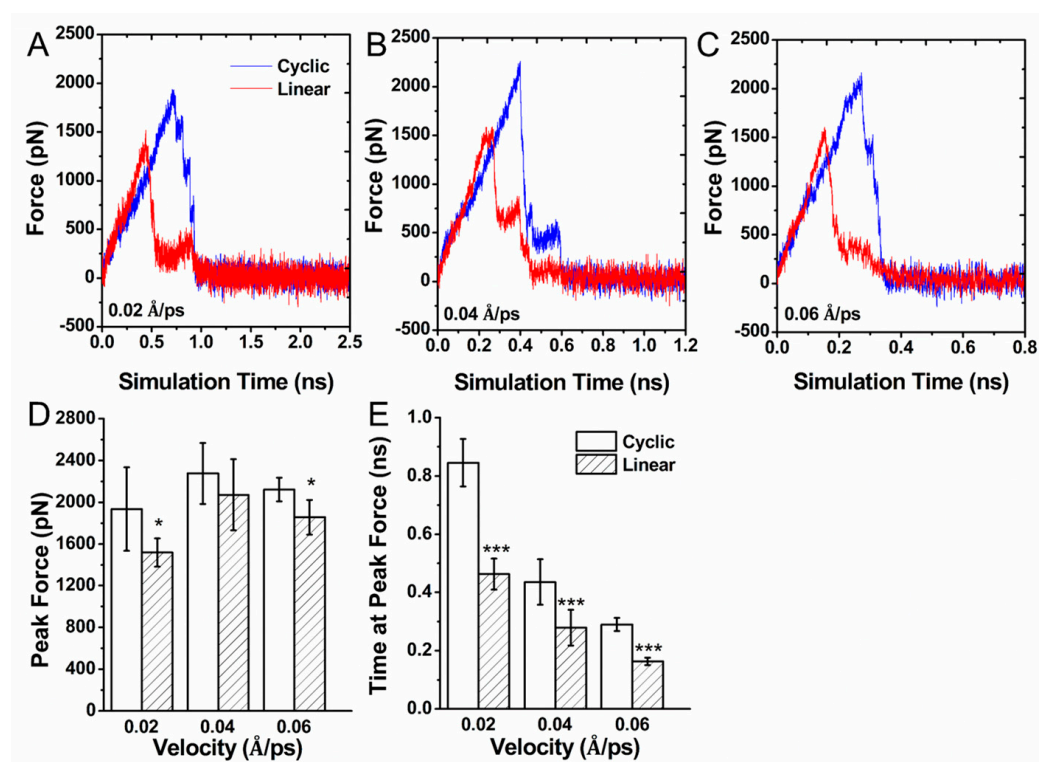 A
B
C
2500
2000
1500
1000
500
0
-500
Force (pN)
Cyclic
Linear
0.02 Å/ps
0.0 0.5 1.0 1.5 2.0 2.5
Simulation Time (ns)
2500
2000
1500
1000
500
0
-500
Force (pN)
0.04 Å/ps
0.0 0.2 0.4 0.6 0.8 1.0 1.2
Simulation Time (ns)
2500
2000
1500
1000
500
0
-500
Force (pN)
0.06 Å/ps
0.0 0.2 0.4 0.6 0.8
Simulation Time (ns)
D
2800
2400
2000
1600
1200
800
400
0
Peak Force (pN)
*
*
0.02 0.04 0.06
Velocity (Å/ps)
E
1.0
0.8
0.6
0.4
0.2
0.0
Time at Peak Force (ns)
Cyclic
Linear
***
***
***
0.02 0.04 0.06
Velocity (Å/ps)